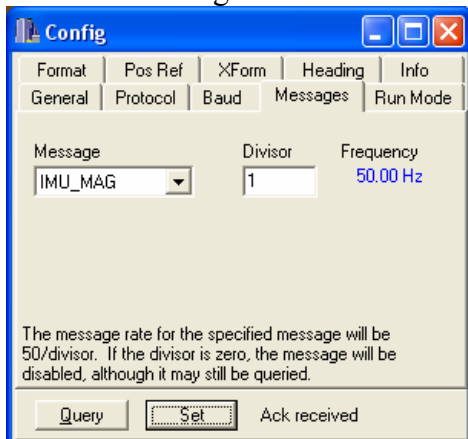 Config
Format Pos Ref XForm Heading Info
General Protocol Baud Messages Run Mode
Message Divisor Frequency
IMU_MAG 1 50.00 Hz
The message rate for the specified message will be
50/divisor. If the divisor is zero, the message will be
disabled, although it may still be queried.
Query Set Ack received